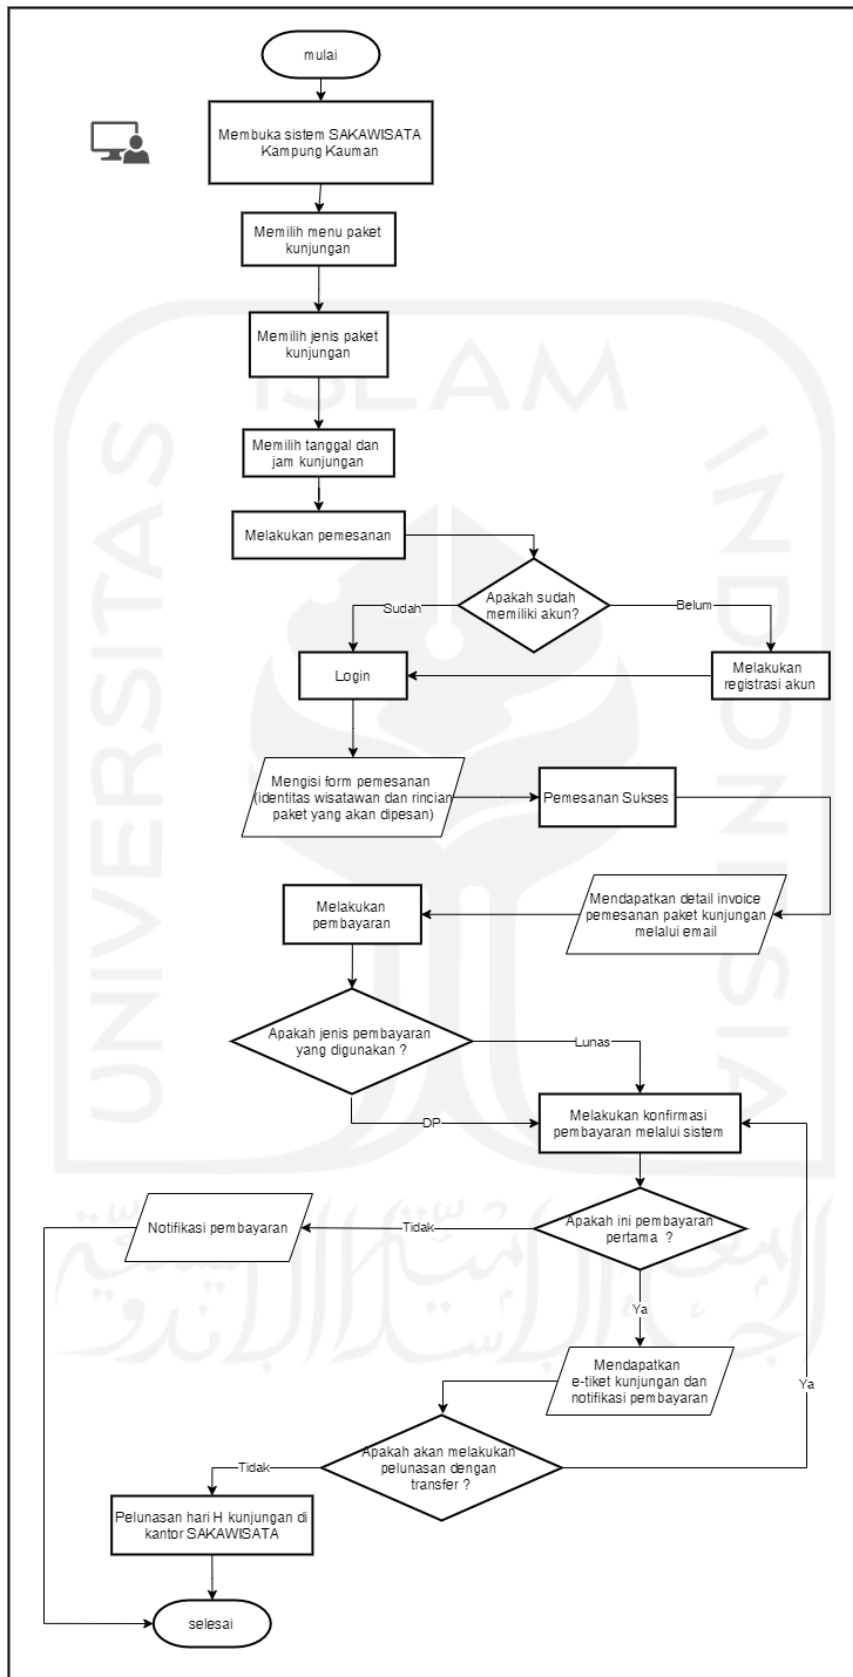 mulai
Membuka sistem SAKAWISATA
Kampung Kauman
Memilih menu paket
kunjungan
Memilih jenis paket
kunjungan
Memilih tanggal dan
jam kunjungan
Melakukan pemesanan
Apakah sudah
memiliki akun?
Sudah
Belum
Login
Melakukan
registrasi akun
Mengisi form pemesanan
(identitas wisatawan dan rincian
paket yang akan dipesan)
Pemesanan Sukses
Mendapatkan detail invoice
pemesanan paket kunjungan
melalui email
Melakukan
pembayaran
Apakah jenis pembayaran
yang digunakan ?
Lunas
DP
Melakukan konfirmasi
pembayaran melalui sistem
Apakah ini pembayaran
pertama ?
Tidak
Notifikasi pembayaran
Ya
Mendapatkan
e-tiket kunjungan dan
notifikasi pembayaran
Ya
Apakah akan melakukan
pelunasan dengan
transfer ?
Tidak
Pelunasan hari H kunjungan di
kantor SAKAWISATA
selesai
UNIVERSITAS
ISLAM
INDONESIA